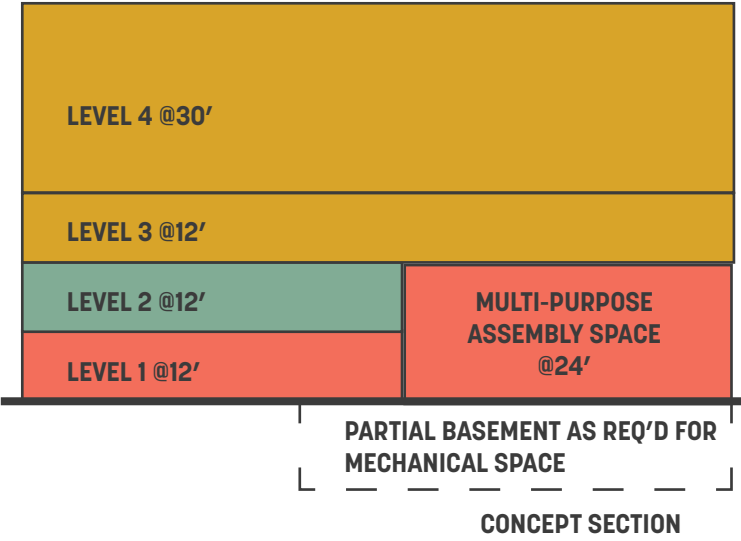 LEVEL 4 @30′
LEVEL 3 @12′
LEVEL 2 @12′
MULTI-PURPOSE
ASSEMBLY SPACE
@24′
LEVEL 1 @12′
PARTIAL BASEMENT AS REQ′D FOR
MECHANICAL SPACE
CONCEPT SECTION